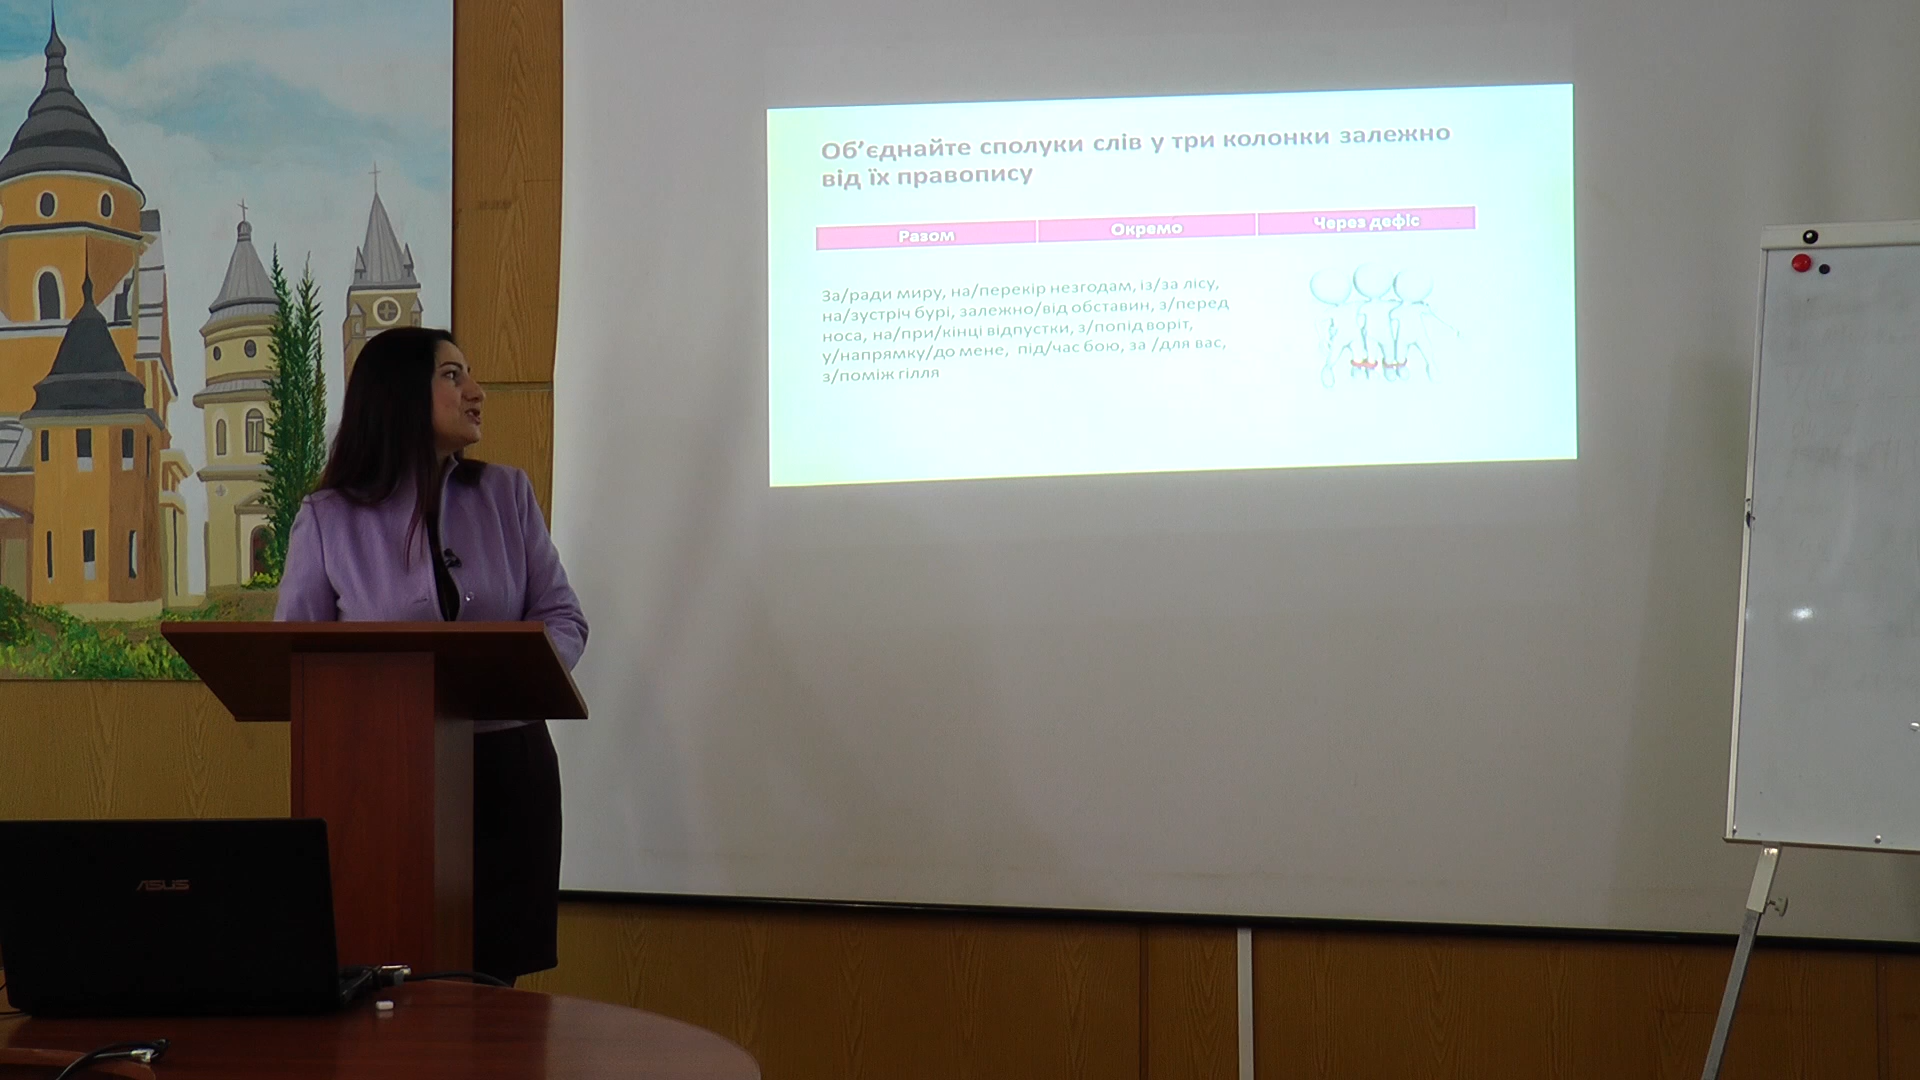 Об’єднайте сполуки слів у три колонки залежно
від їх правопису
Разом Окремо Через дефіс
За/ради миру, на/перекір незгодам, із/за лісу,
на/зустріч бурі, залежно/від обставин, з/перед
носа, на/при/кінці відпустки, з/попід воріт,
у/напрямку/до мене, під/час бою, за /для вас,
з/поміж гілля
ASUS